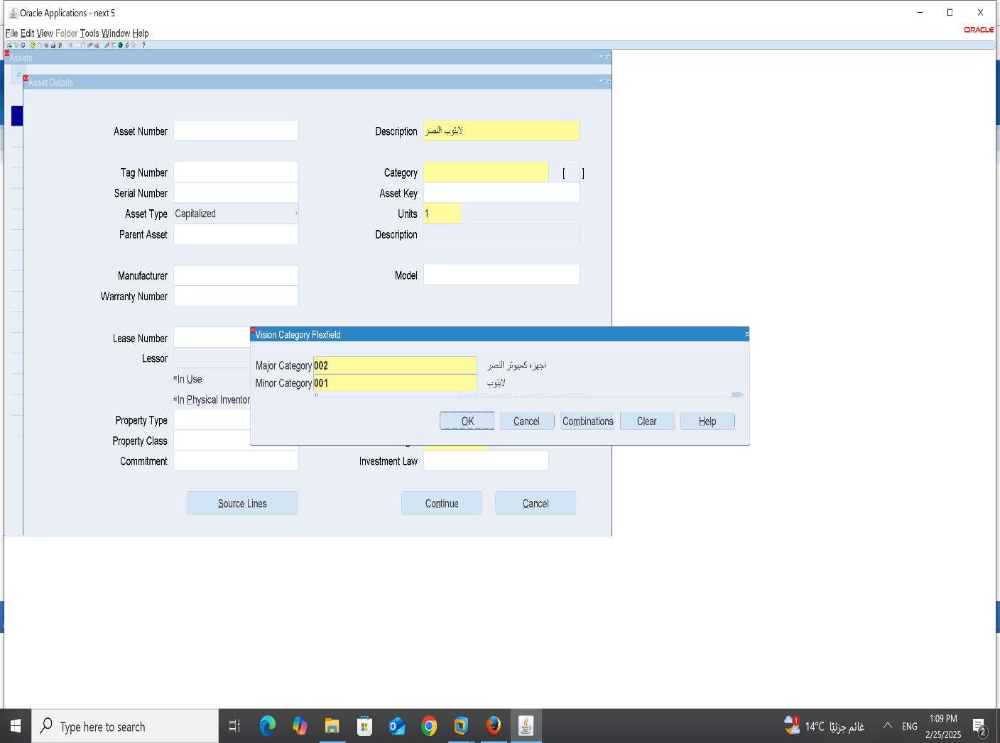 Oracle Applications - next 5
File Edit View Folder Tools Window Help
ORACLE
Assets
Asset Details
Asset Number
Description لابتوب النصر
Tag Number
Category [ ]
Serial Number
Asset Key
Asset Type Capitalized
Units 1
Parent Asset
Description
Manufacturer
Model
Warranty Number
Lease Number
Vision Category Flexfield
Lessor
Major Category 002 اجهزه كمبيوتر النصر
In Use
Minor Category 001 لابتوب
In Physical Inventor
Property Type
OK Cancel Combinations Clear Help
Property Class
Commitment
Investment Law
Source Lines Continue Cancel
Type here to search
1
14°C غائم جزئيًا
ENG
1:09 PM
2/25/2025
2